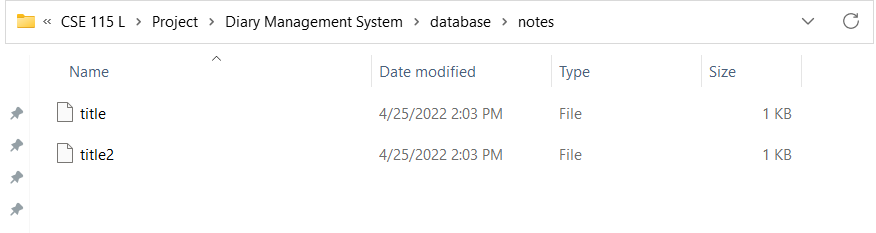 « CSE 115 L > Project > Diary Management System > database > notes
Name Date modified Type Size
title 4/25/2022 2:03 PM File 1 KB
title2 4/25/2022 2:03 PM File 1 KB